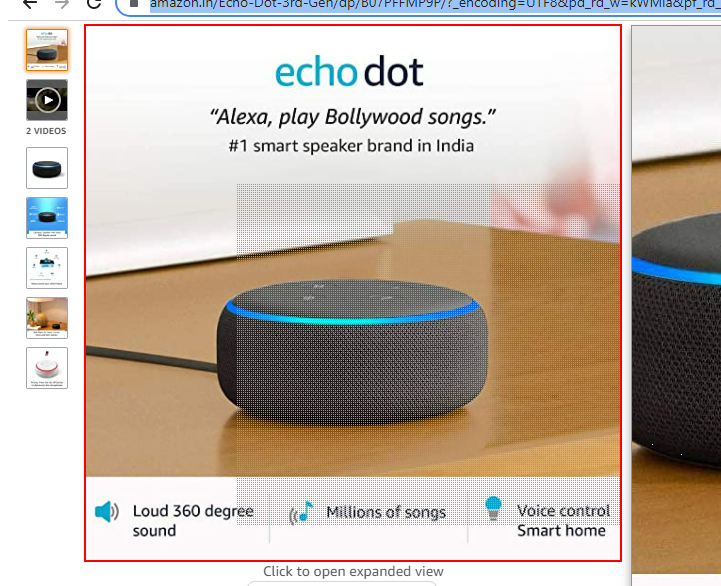 amazon.in/Echo-Dot-3rd-Gen/dp/B07PFFMP9P/?_encoding=UTF8&pd_rd_w=kWMia&pf_rd_
echo dot
“Alexa, play Bollywood songs.”
#1 smart speaker brand in India
2 VIDEOS
Loud 360 degree
sound
Millions of songs
Voice control
Smart home
Click to open expanded view